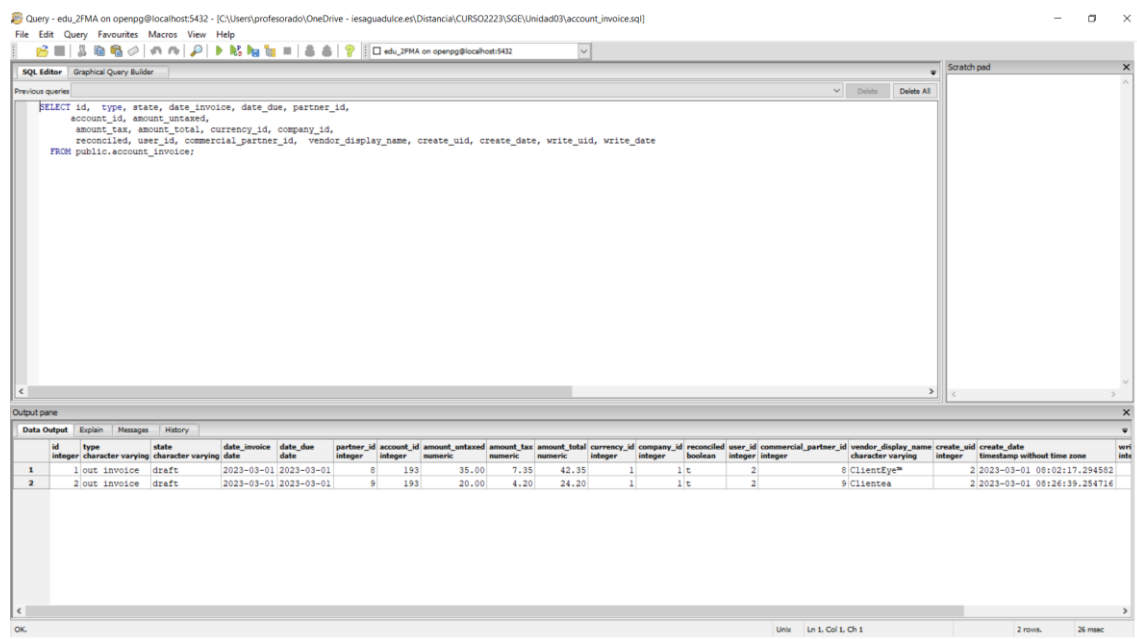 Query - edu_2FMA on openpg@localhost:5432 - [C:\Users\profesorado\OneDrive - iesaguadulce.es\Distancia\CURSO2223\SGE\Unidad03\account_invoice.sql]
File Edit Query Favourites Macros View Help
edu_2FMA on openpg@localhost:5432
SQL Editor Graphical Query Builder
Scratch pad
Previous queries Delete Delete All
SELECT id, type, state, date_invoice, date_due, partner_id,
account_id, amount_untaxed,
amount_tax, amount_total, currency_id, company_id,
reconciled, user_id, commercial_partner_id, vendor_display_name, create_uid, create_date, write_uid, write_date
FROM public.account_invoice;
Output pane
Data Output Explain Messages History
id type state date_invoice date_due partner_id account_id amount_untaxed amount_tax amount_total currency_id company_id reconciled user_id commercial_partner_id vendor_display_name create_uid create_date wri
integer character varying character varying date date integer integer numeric numeric numeric integer integer boolean integer integer character varying integer timestamp without time zone inte
1 1 out_invoice draft 2023-03-01 2023-03-01 8 193 35.00 7.35 42.35 1 1 t 2 8 ClientEye™ 2 2023-03-01 08:02:17.294582
2 2 out_invoice draft 2023-03-01 2023-03-01 9 193 20.00 4.20 24.20 1 1 t 2 9 Clientea 2 2023-03-01 08:26:39.254716
OK. Unix Ln 1, Col 1, Ch 1 2 rows. 26 msec